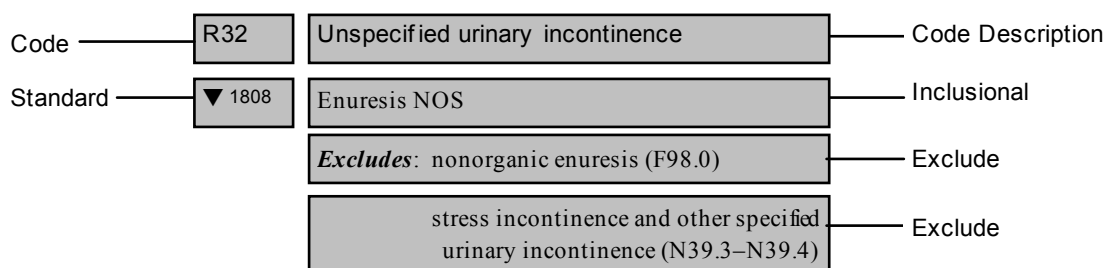 Code R32 Unspecified urinary incontinence Code Description
Standard ▼ 1808 Enuresis NOS Inclusional
Excludes: nonorganic enuresis (F98.0) Exclude
stress incontinence and other specified Exclude
urinary incontinence (N39.3–N39.4)